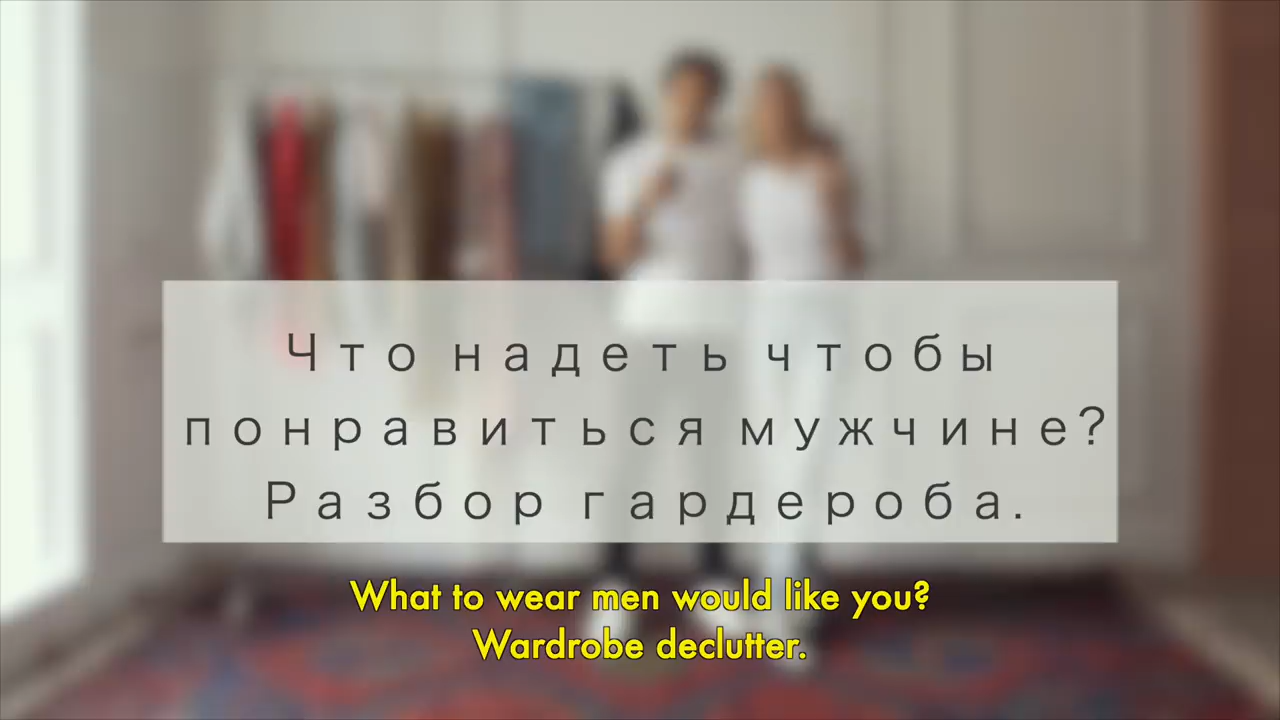 Что надеть чтобы
понравиться мужчине?
Разбор гардероба.
What to wear men would like you?
Wardrobe declutter.